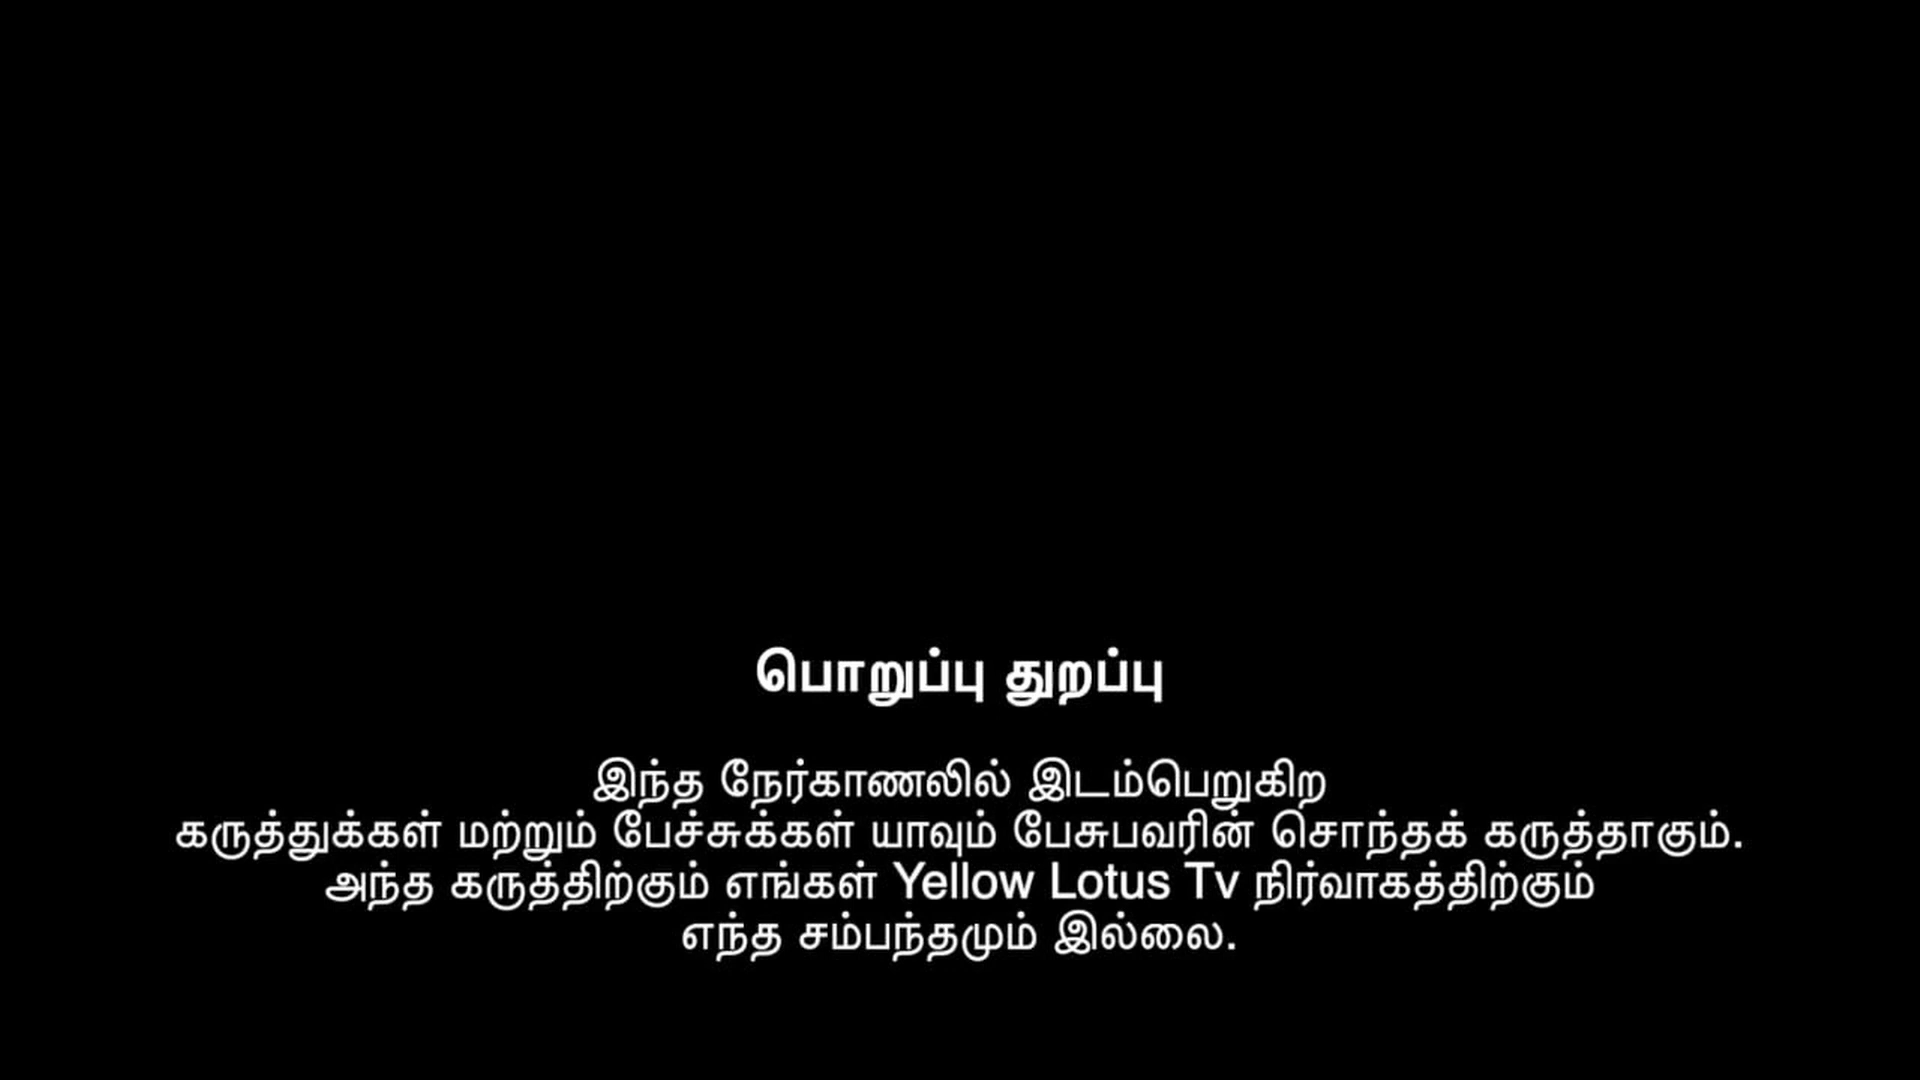 பொறுப்பு துறப்பு
இந்த நேர்காணலில் இடம்பெறுகிற
கருத்துக்கள் மற்றும் பேச்சுக்கள் யாவும் பேசுபவரின் சொந்தக் கருத்தாகும்.
அந்த கருத்திற்கும் எங்கள் Yellow Lotus Tv நிர்வாகத்திற்கும்
எந்த சம்பந்தமும் இல்லை.